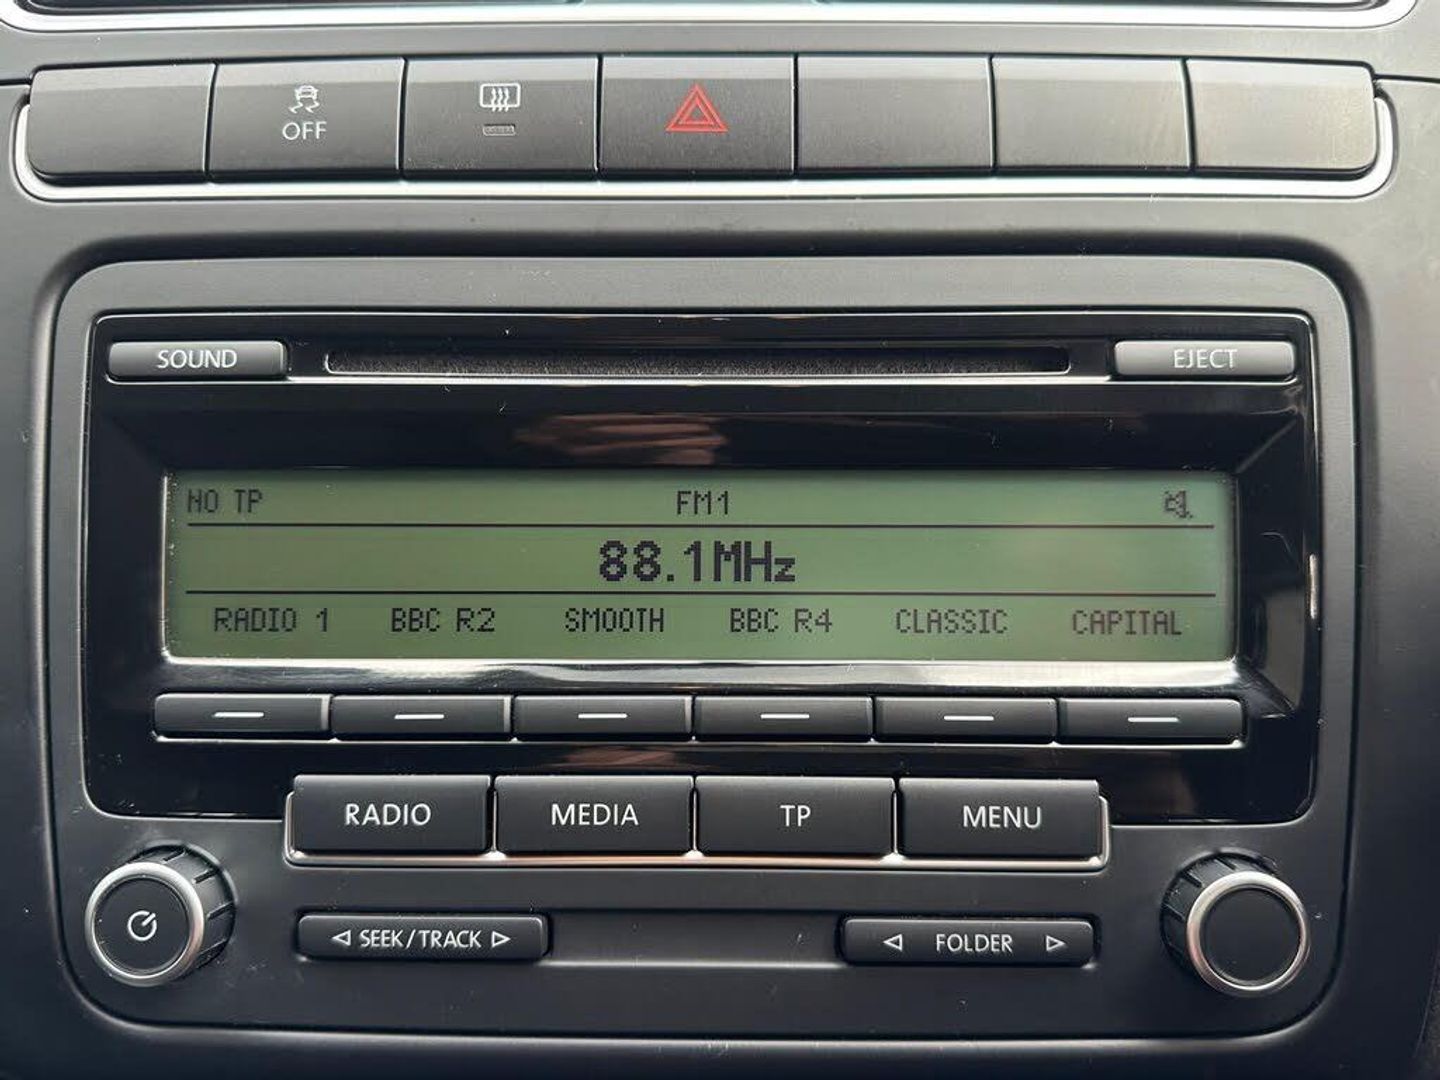 OFF
SOUND EJECT
NO TP FM1
88.1MHz
RADIO 1 BBC R2 SMOOTH BBC R4 CLASSIC CAPITAL
RADIO MEDIA TP MENU
SEEK/TRACK FOLDER